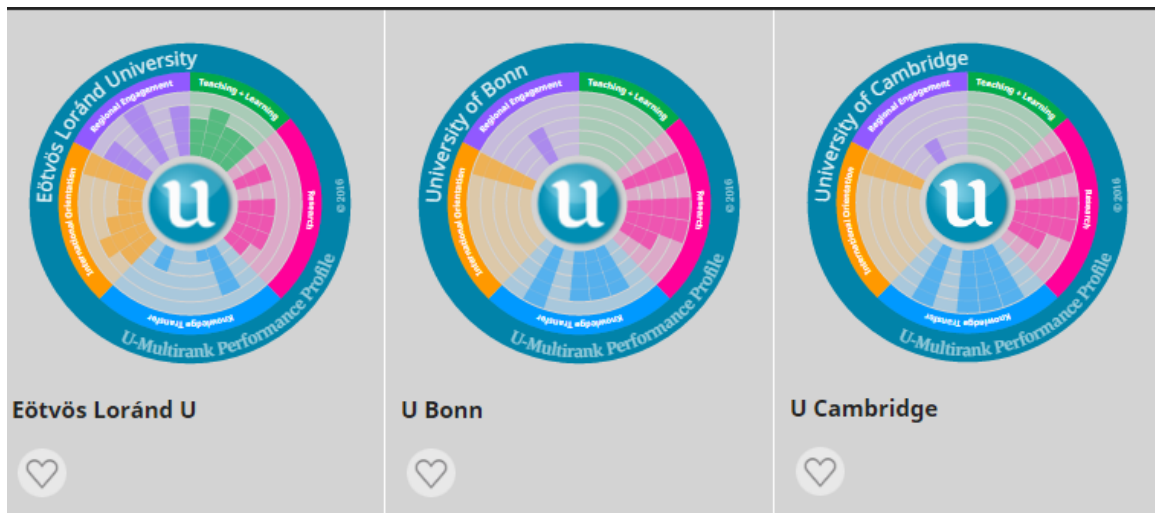 Eötvös Loránd University
Regional Engagement
Teaching + Learning
Research
Knowledge Transfer
International Orientation
U-Multirank Performance Profile
© 2016
u
Eötvös Loránd U
University of Bonn
Regional Engagement
Teaching + Learning
Research
Knowledge Transfer
International Orientation
U-Multirank Performance Profile
© 2016
u
U Bonn
University of Cambridge
Regional Engagement
Teaching + Learning
Research
Knowledge Transfer
International Orientation
U-Multirank Performance Profile
© 2016
u
U Cambridge